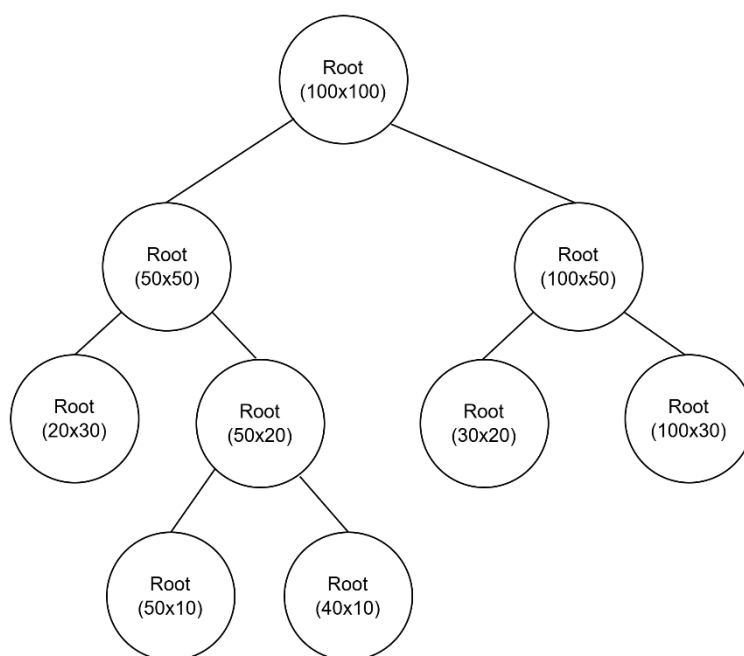 Root
(100x100)
Root
(50x50)
Root
(100x50)
Root
(20x30)
Root
(50x20)
Root
(30x20)
Root
(100x30)
Root
(50x10)
Root
(40x10)